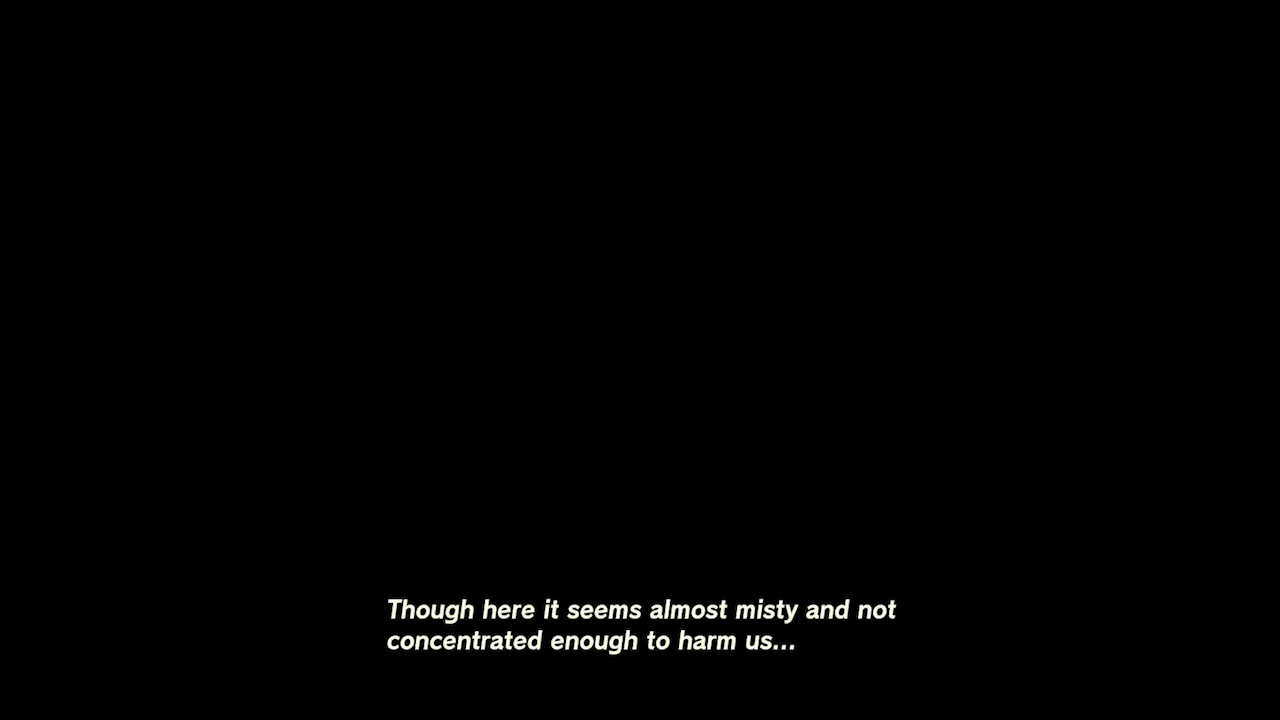 Though here it seems almost misty and not
concentrated enough to harm us...